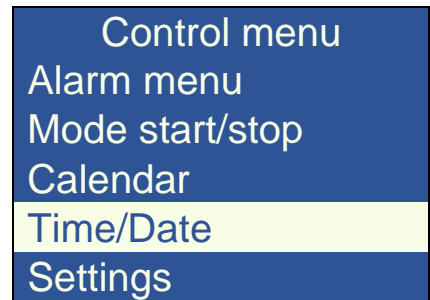 Control menu
Alarm menu
Mode start/stop
Calendar
Time/Date
Settings